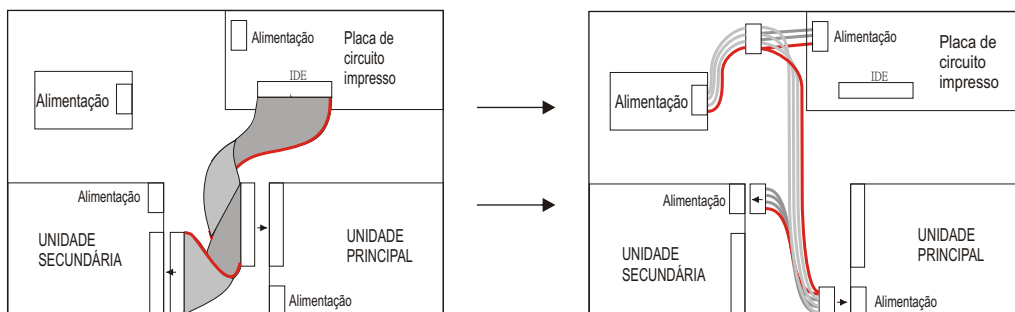 Alimentação
Placa de
circuito
impresso
IDE
Alimentação
Alimentação
UNIDADE
SECUNDÁRIA
UNIDADE
PRINCIPAL
Alimentação
Alimentação
Placa de
circuito
impresso
IDE
Alimentação
Alimentação
UNIDADE
SECUNDÁRIA
UNIDADE
PRINCIPAL
Alimentação